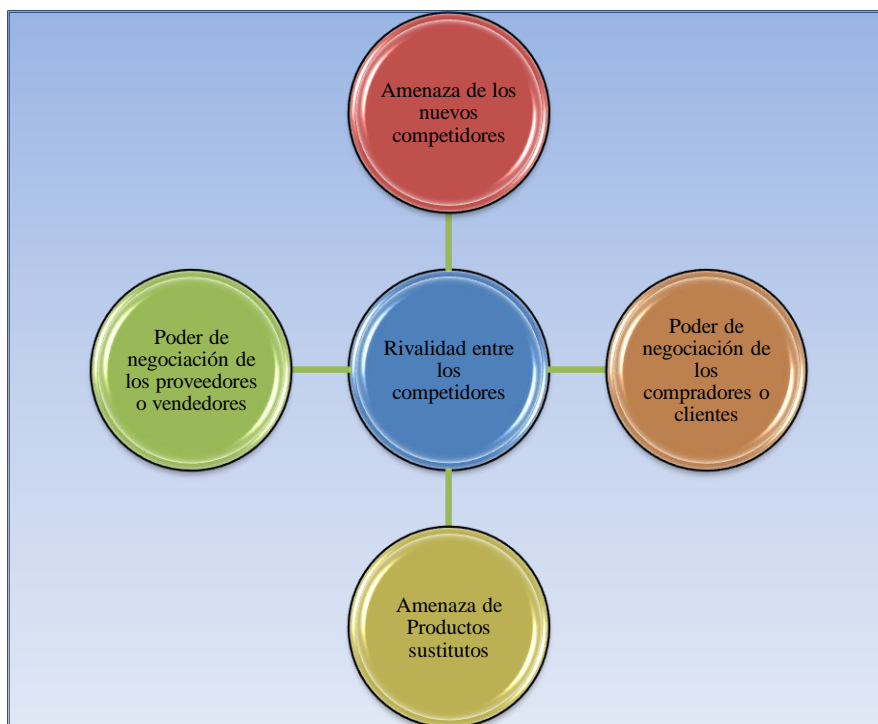 Amenaza de los
nuevos
competidores
Poder de
negociación de
los proveedores
o vendedores
Rivalidad entre
los
competidores
Poder de
negociación de
los
compradores o
clientes
Amenaza de
Productos
sustitutos